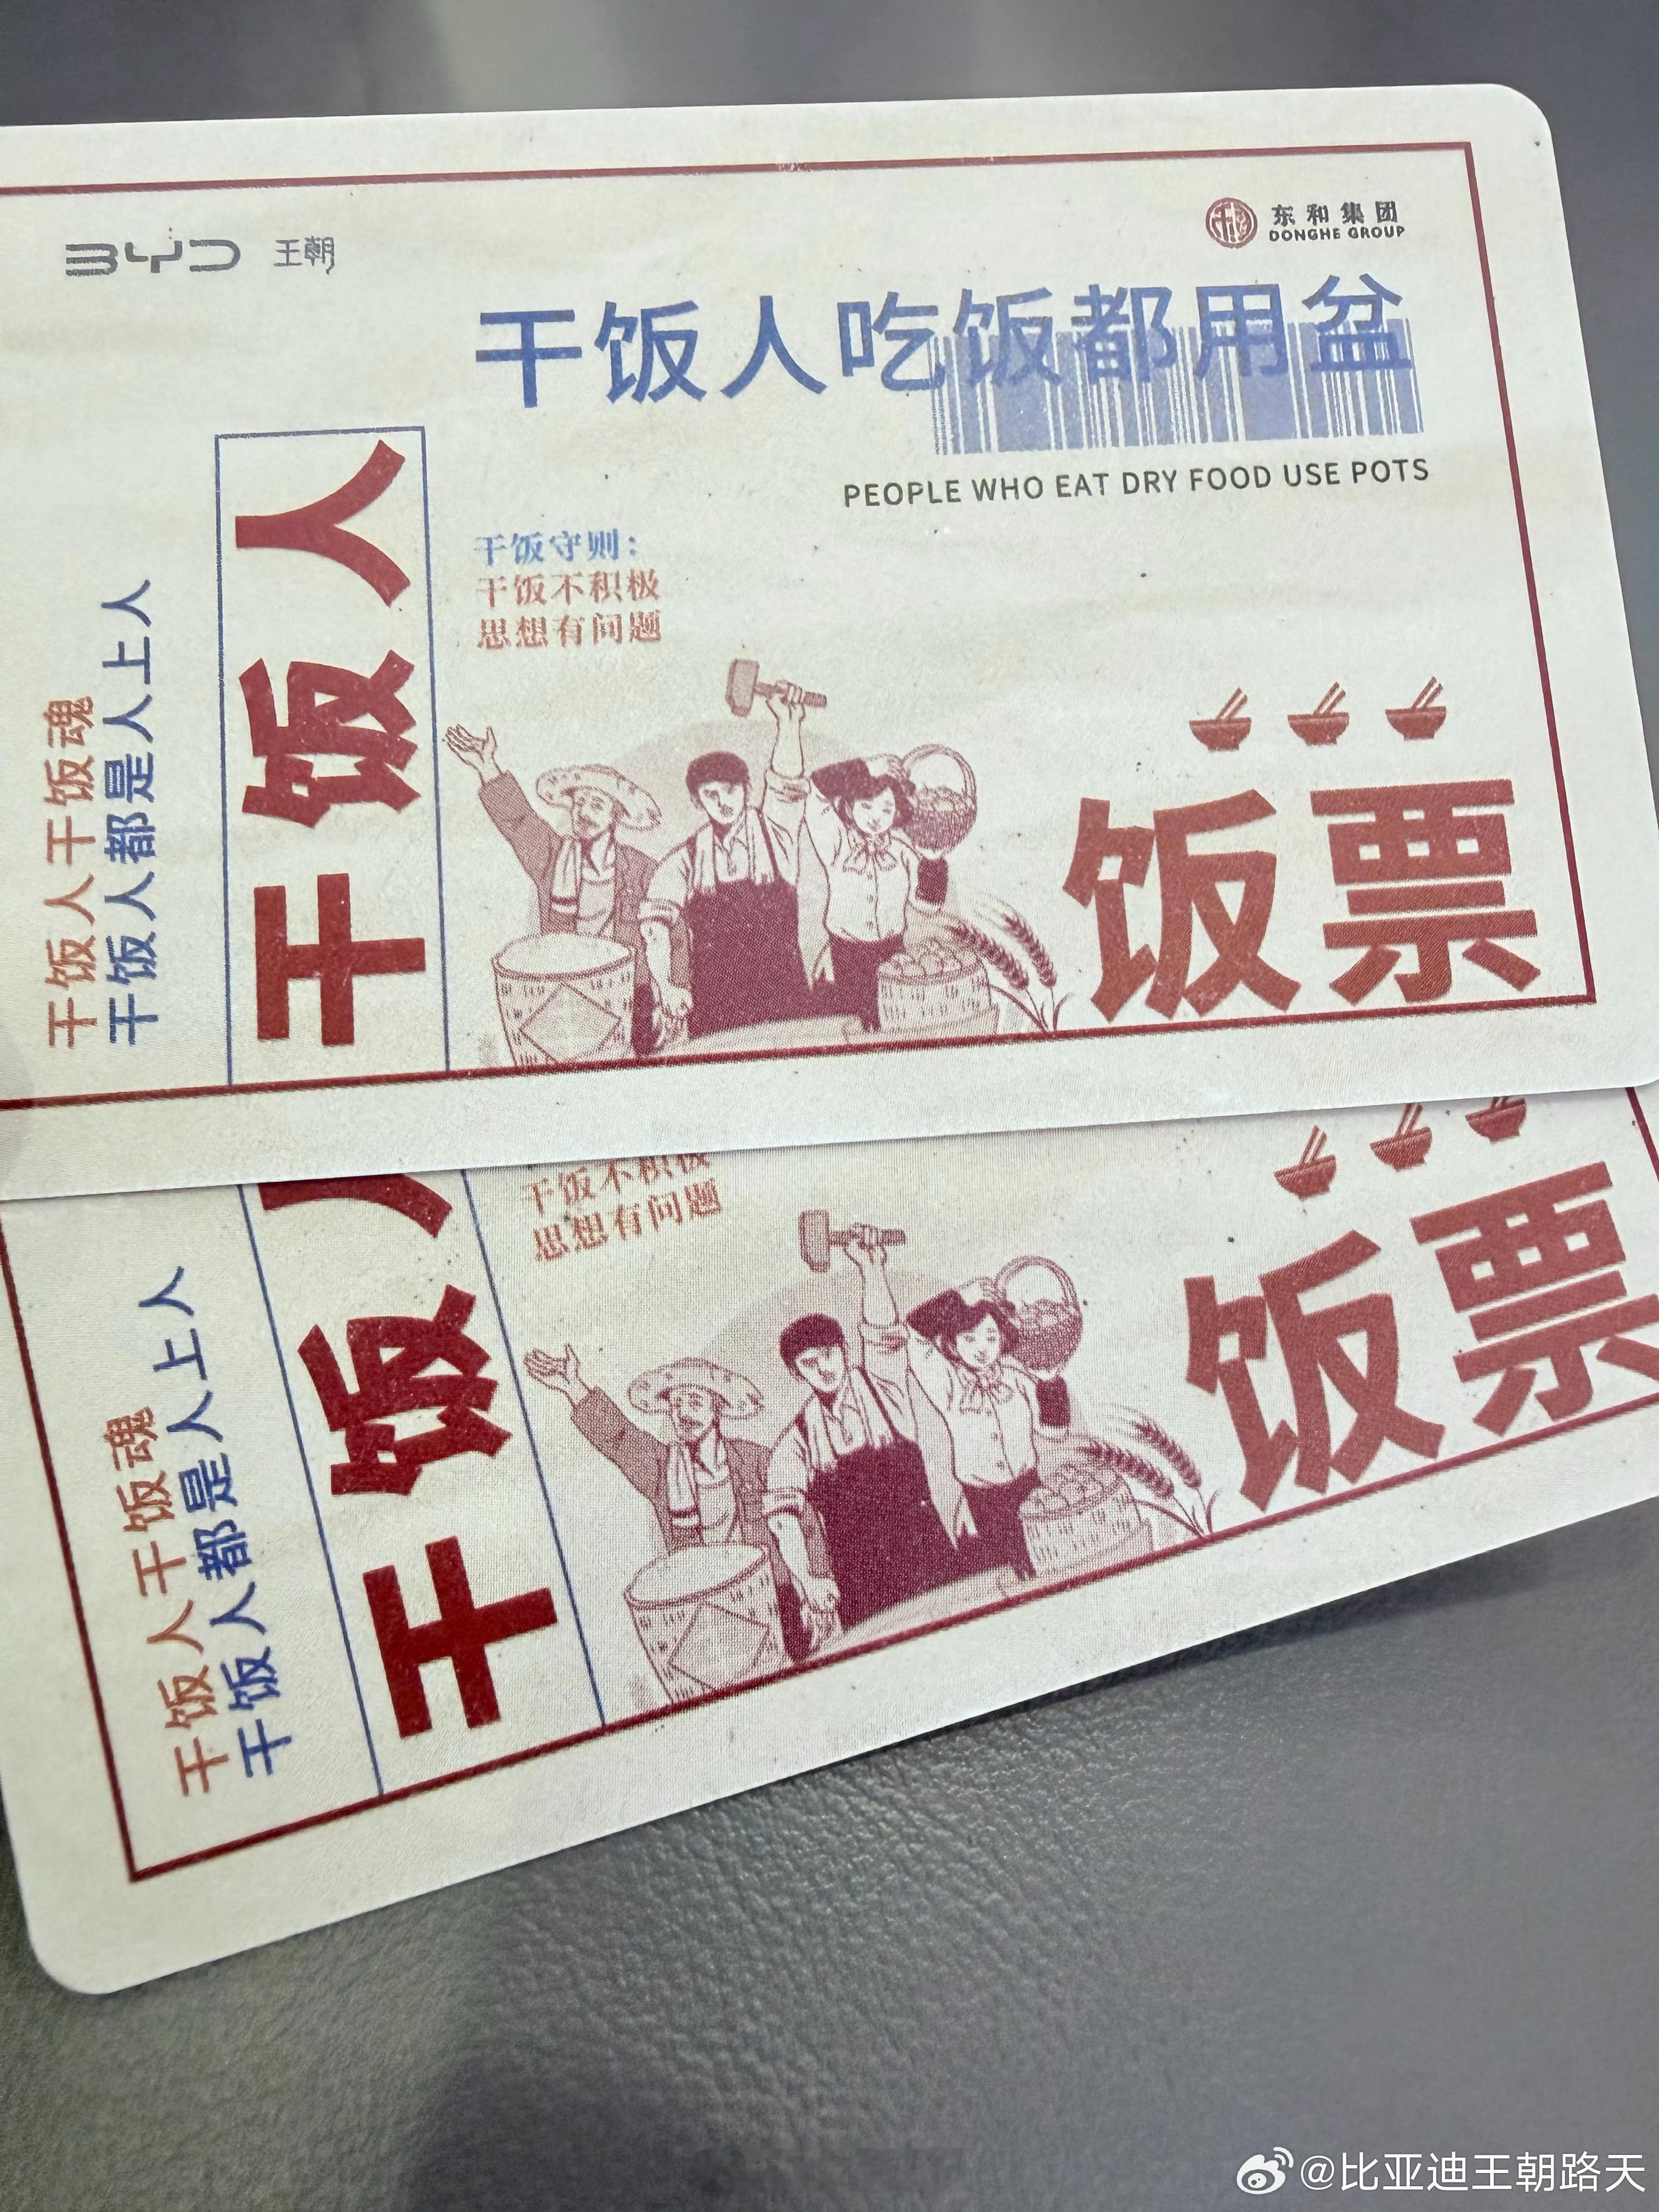 BYD 王朝
东和集团
DONGHE GROUP
干饭人吃饭都用盆
PEOPLE WHO EAT DRY FOOD USE POTS
干饭人干饭魂
干饭人都是人上人
干饭人
干饭守则：
干饭不积极
思想有问题
饭票
干饭人干饭魂
干饭人都是人上人
干饭人
干饭不积极
思想有问题
饭票
@比亚迪王朝路天